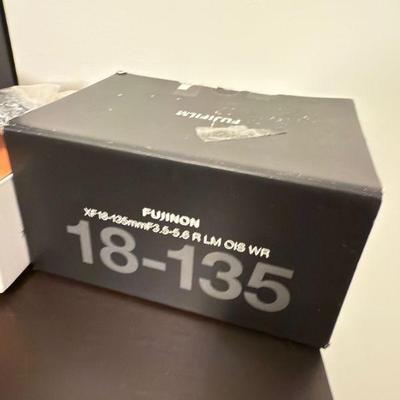 FUJIFILM
FUJINON
XF18-135mmF3.5-5.6 R LM OIS WR
18-135